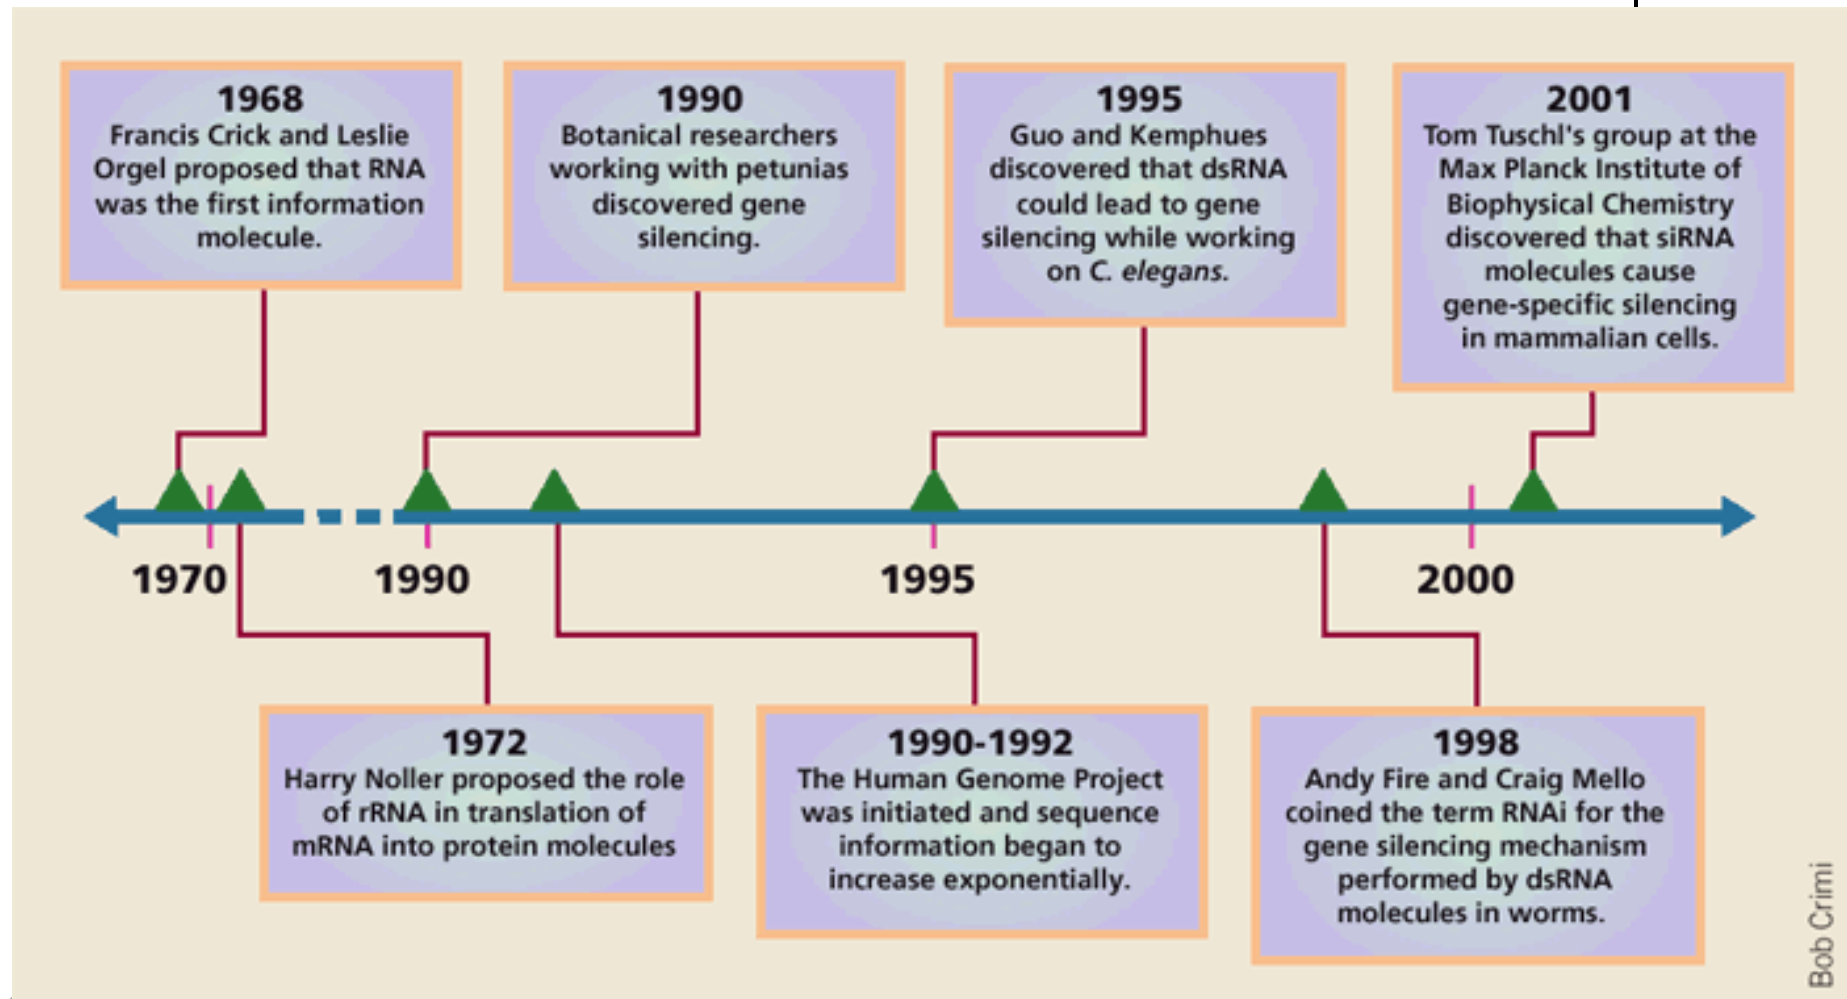 1968
Francis Crick and Leslie
Orgel proposed that RNA
was the first information
molecule.
1990
Botanical researchers
working with petunias
discovered gene
silencing.
1995
Guo and Kemphues
discovered that dsRNA
could lead to gene
silencing while working
on C. elegans.
2001
Tom Tuschl's group at the
Max Planck Institute of
Biophysical Chemistry
discovered that siRNA
molecules cause
gene-specific silencing
in mammalian cells.
1970
1990
1995
2000
1972
Harry Noller proposed the role
of rRNA in translation of
mRNA into protein molecules
1990-1992
The Human Genome Project
was initiated and sequence
information began to
increase exponentially.
1998
Andy Fire and Craig Mello
coined the term RNAi for the
gene silencing mechanism
performed by dsRNA
molecules in worms.
Bob Crimi